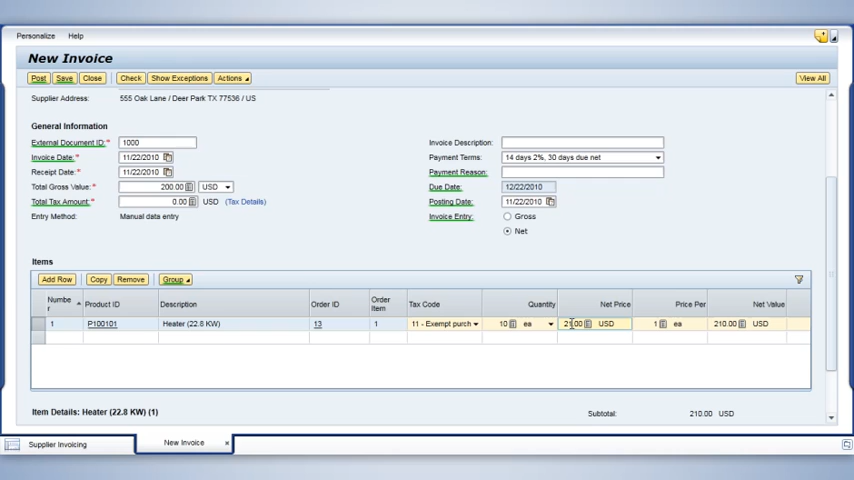 Personalize Help
New Invoice
Post Save Close Check Show Exceptions Actions View All
Supplier Address: 555 Oak Lane / Deer Park TX 77536 / US
General Information
External Document ID:* 1000 Invoice Description:
Invoice Date:* 11/22/2010 Payment Terms: 14 days 2%, 30 days due net
Receipt Date:* 11/22/2010 Payment Reason:
Total Gross Value:* 200.00 USD Due Date: 12/22/2010
Total Tax Amount:* 0.00 USD (Tax Details) Posting Date: 11/22/2010
Entry Method: Manual data entry Invoice Entry: Gross
Net
Items
Add Row Copy Remove Group
Number Product ID Description Order ID Order Item Tax Code Quantity Net Price Price Per Net Value
1 P100101 Heater (22.8 KW) 13 1 11 - Exempt purch 10 ea 21.00 USD 1 ea 210.00 USD
Item Details: Heater (22.8 KW) (1) Subtotal: 210.00 USD
Supplier Invoicing New Invoice